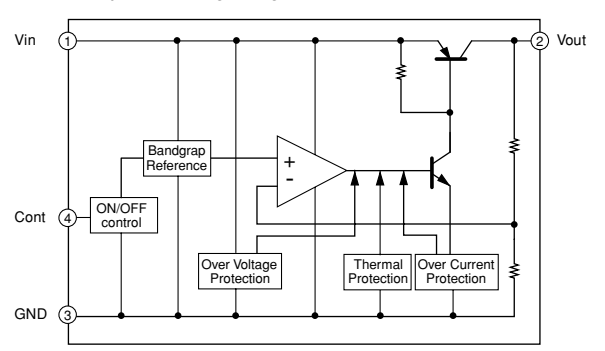 Vin 1
2 Vout
Bandgrap
Reference
+
-
Cont 4
ON/OFF
control
Over Voltage
Protection
Thermal
Protection
Over Current
Protection
GND 3